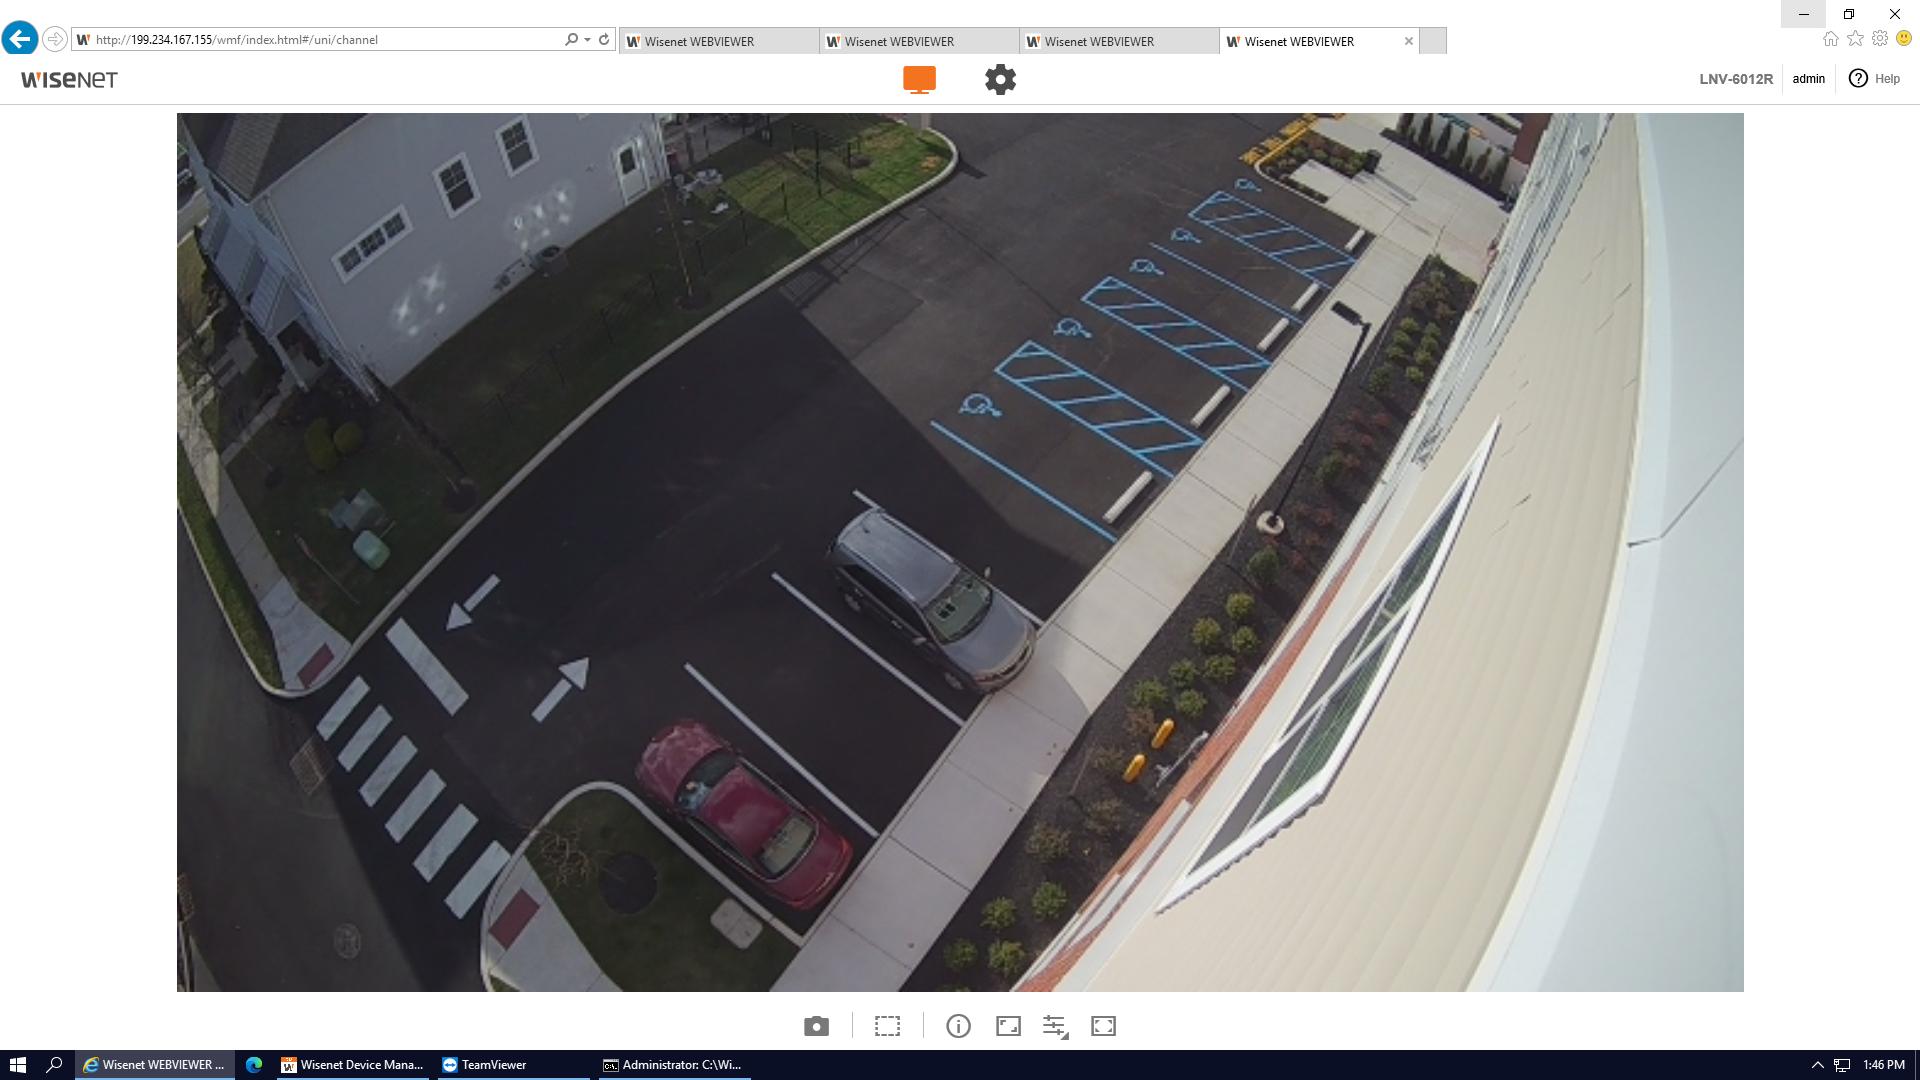 http://199.234.167.155/wmf/index.html#/uni/channel
Wisenet WEBVIEWER
Wisenet WEBVIEWER
Wisenet WEBVIEWER
Wisenet WEBVIEWER
WISENET
LNV-6012R
admin
Help
Wisenet WEBVIEWER ...
Wisenet Device Mana...
TeamViewer
Administrator: C:\Wi...
1:46 PM